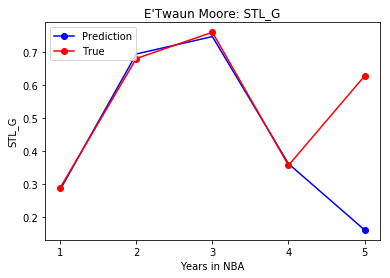 E'Twaun Moore: STL_G
Prediction
True
STL_G
0.7
0.6
0.5
0.4
0.3
0.2
1 2 3 4 5
Years in NBA